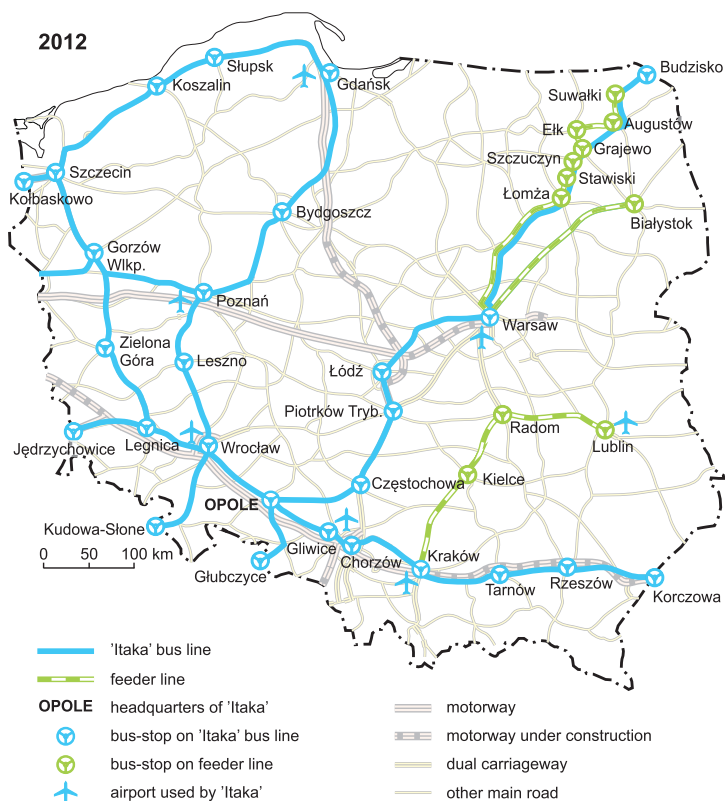 2012
Słupsk
Koszalin
Gdańsk
Budzisko
Suwałki
Augustów
Ełk
Grajewo
Szczuczyn
Stawiski
Łomża
Białystok
Szczecin
Kołbaskowo
Bydgoszcz
Gorzów
Wlkp.
Poznań
Warsaw
Zielona
Góra
Leszno
Łódź
Piotrków Tryb.
Radom
Lublin
Jędrzychowice
Legnica
Wrocław
Częstochowa
Kielce
OPOLE
Kudowa-Słone
Gliwice
Chorzów
Kraków
Głubczyce
Tarnów
Rzeszów
Korczowa
0 50 100 km
'Itaka' bus line
feeder line
OPOLE headquarters of 'Itaka'
bus-stop on 'Itaka' bus line
bus-stop on feeder line
airport used by 'Itaka'
motorway
motorway under construction
dual carriageway
other main road